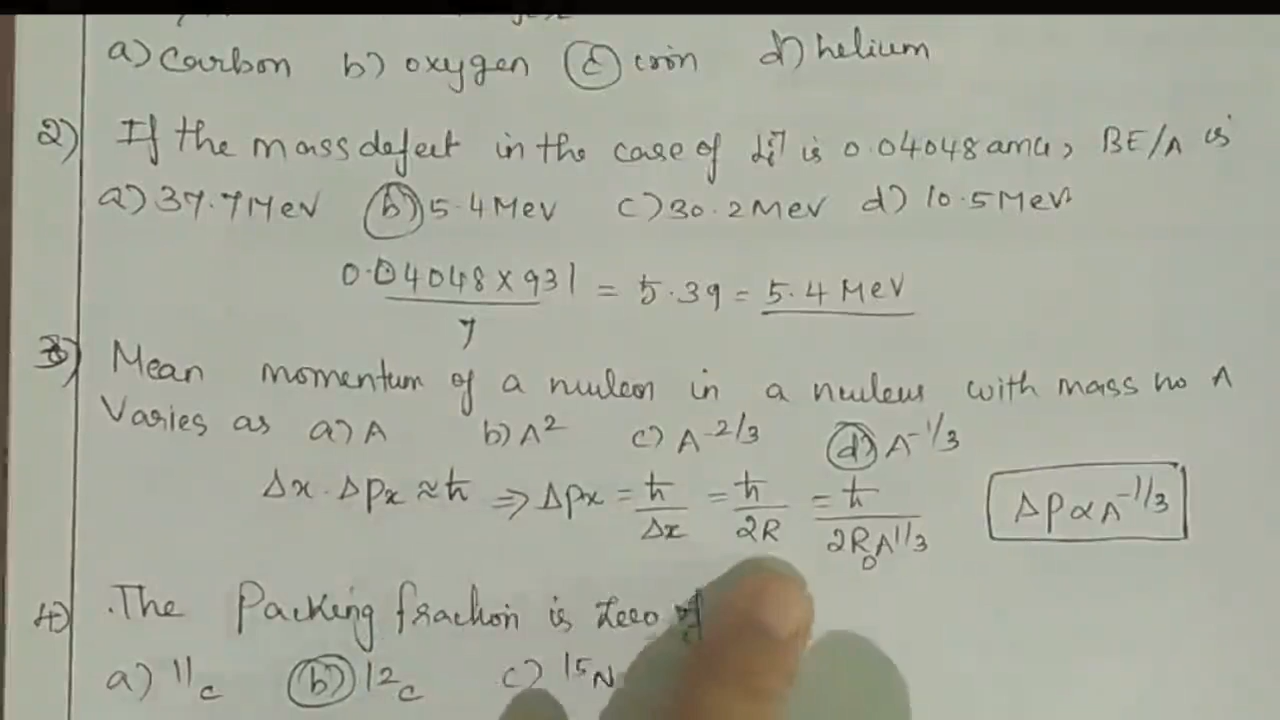 a) Carbon b) oxygen (c) iron d) helium
2) If the mass defect in the case of Li⁷ is 0.04048 amu, BE/A is
a) 37.7 MeV (b) 5.4 MeV c) 30.2 MeV d) 10.5 MeV
0.04048 x 931 / 7 = 5.39 = 5.4 MeV
3) Mean momentum of a nucleon in a nucleus with mass no A
Varies as a) A b) A² c) A⁻²/³ (d) A⁻¹/³
Δx . Δpx ≈ ħ ⇒ Δpx = ħ/Δx = ħ/2R = ħ/2R₀A¹/³ ΔP ∝ A⁻¹/³
4) The Packing fraction is zero of
a) ¹¹C (b) ¹²C c) ¹⁵N